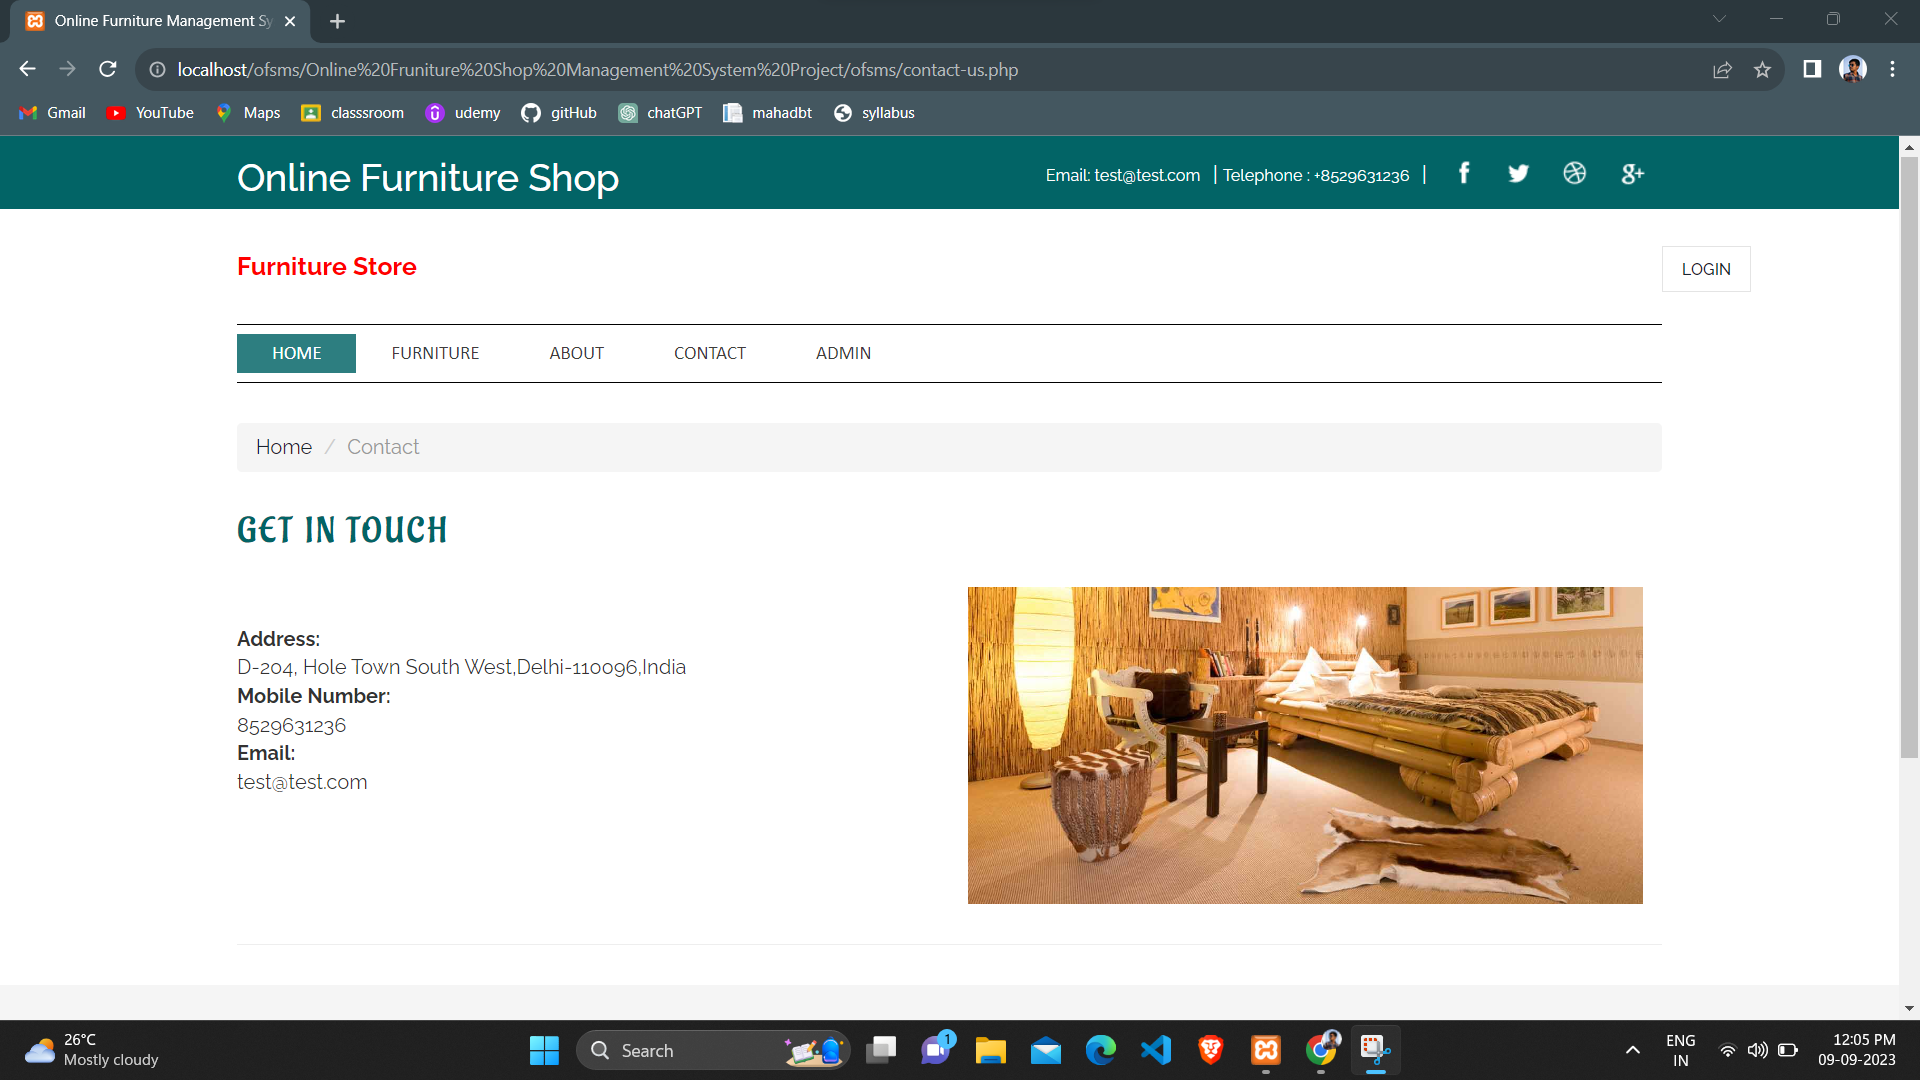 Online Furniture Management Sy
localhost/ofsms/Online%20Fruniture%20Shop%20Management%20System%20Project/ofsms/contact-us.php
Gmail YouTube Maps classsroom udemy gitHub chatGPT mahadbt syllabus
Online Furniture Shop
Email: test@test.com | Telephone : +8529631236 |
Furniture Store
LOGIN
HOME FURNITURE ABOUT CONTACT ADMIN
Home / Contact
GET IN TOUCH
Address:
D-204, Hole Town South West,Delhi-110096,India
Mobile Number:
8529631236
Email:
test@test.com
26°C
Mostly cloudy
Search
1
ENG
IN
12:05 PM
09-09-2023